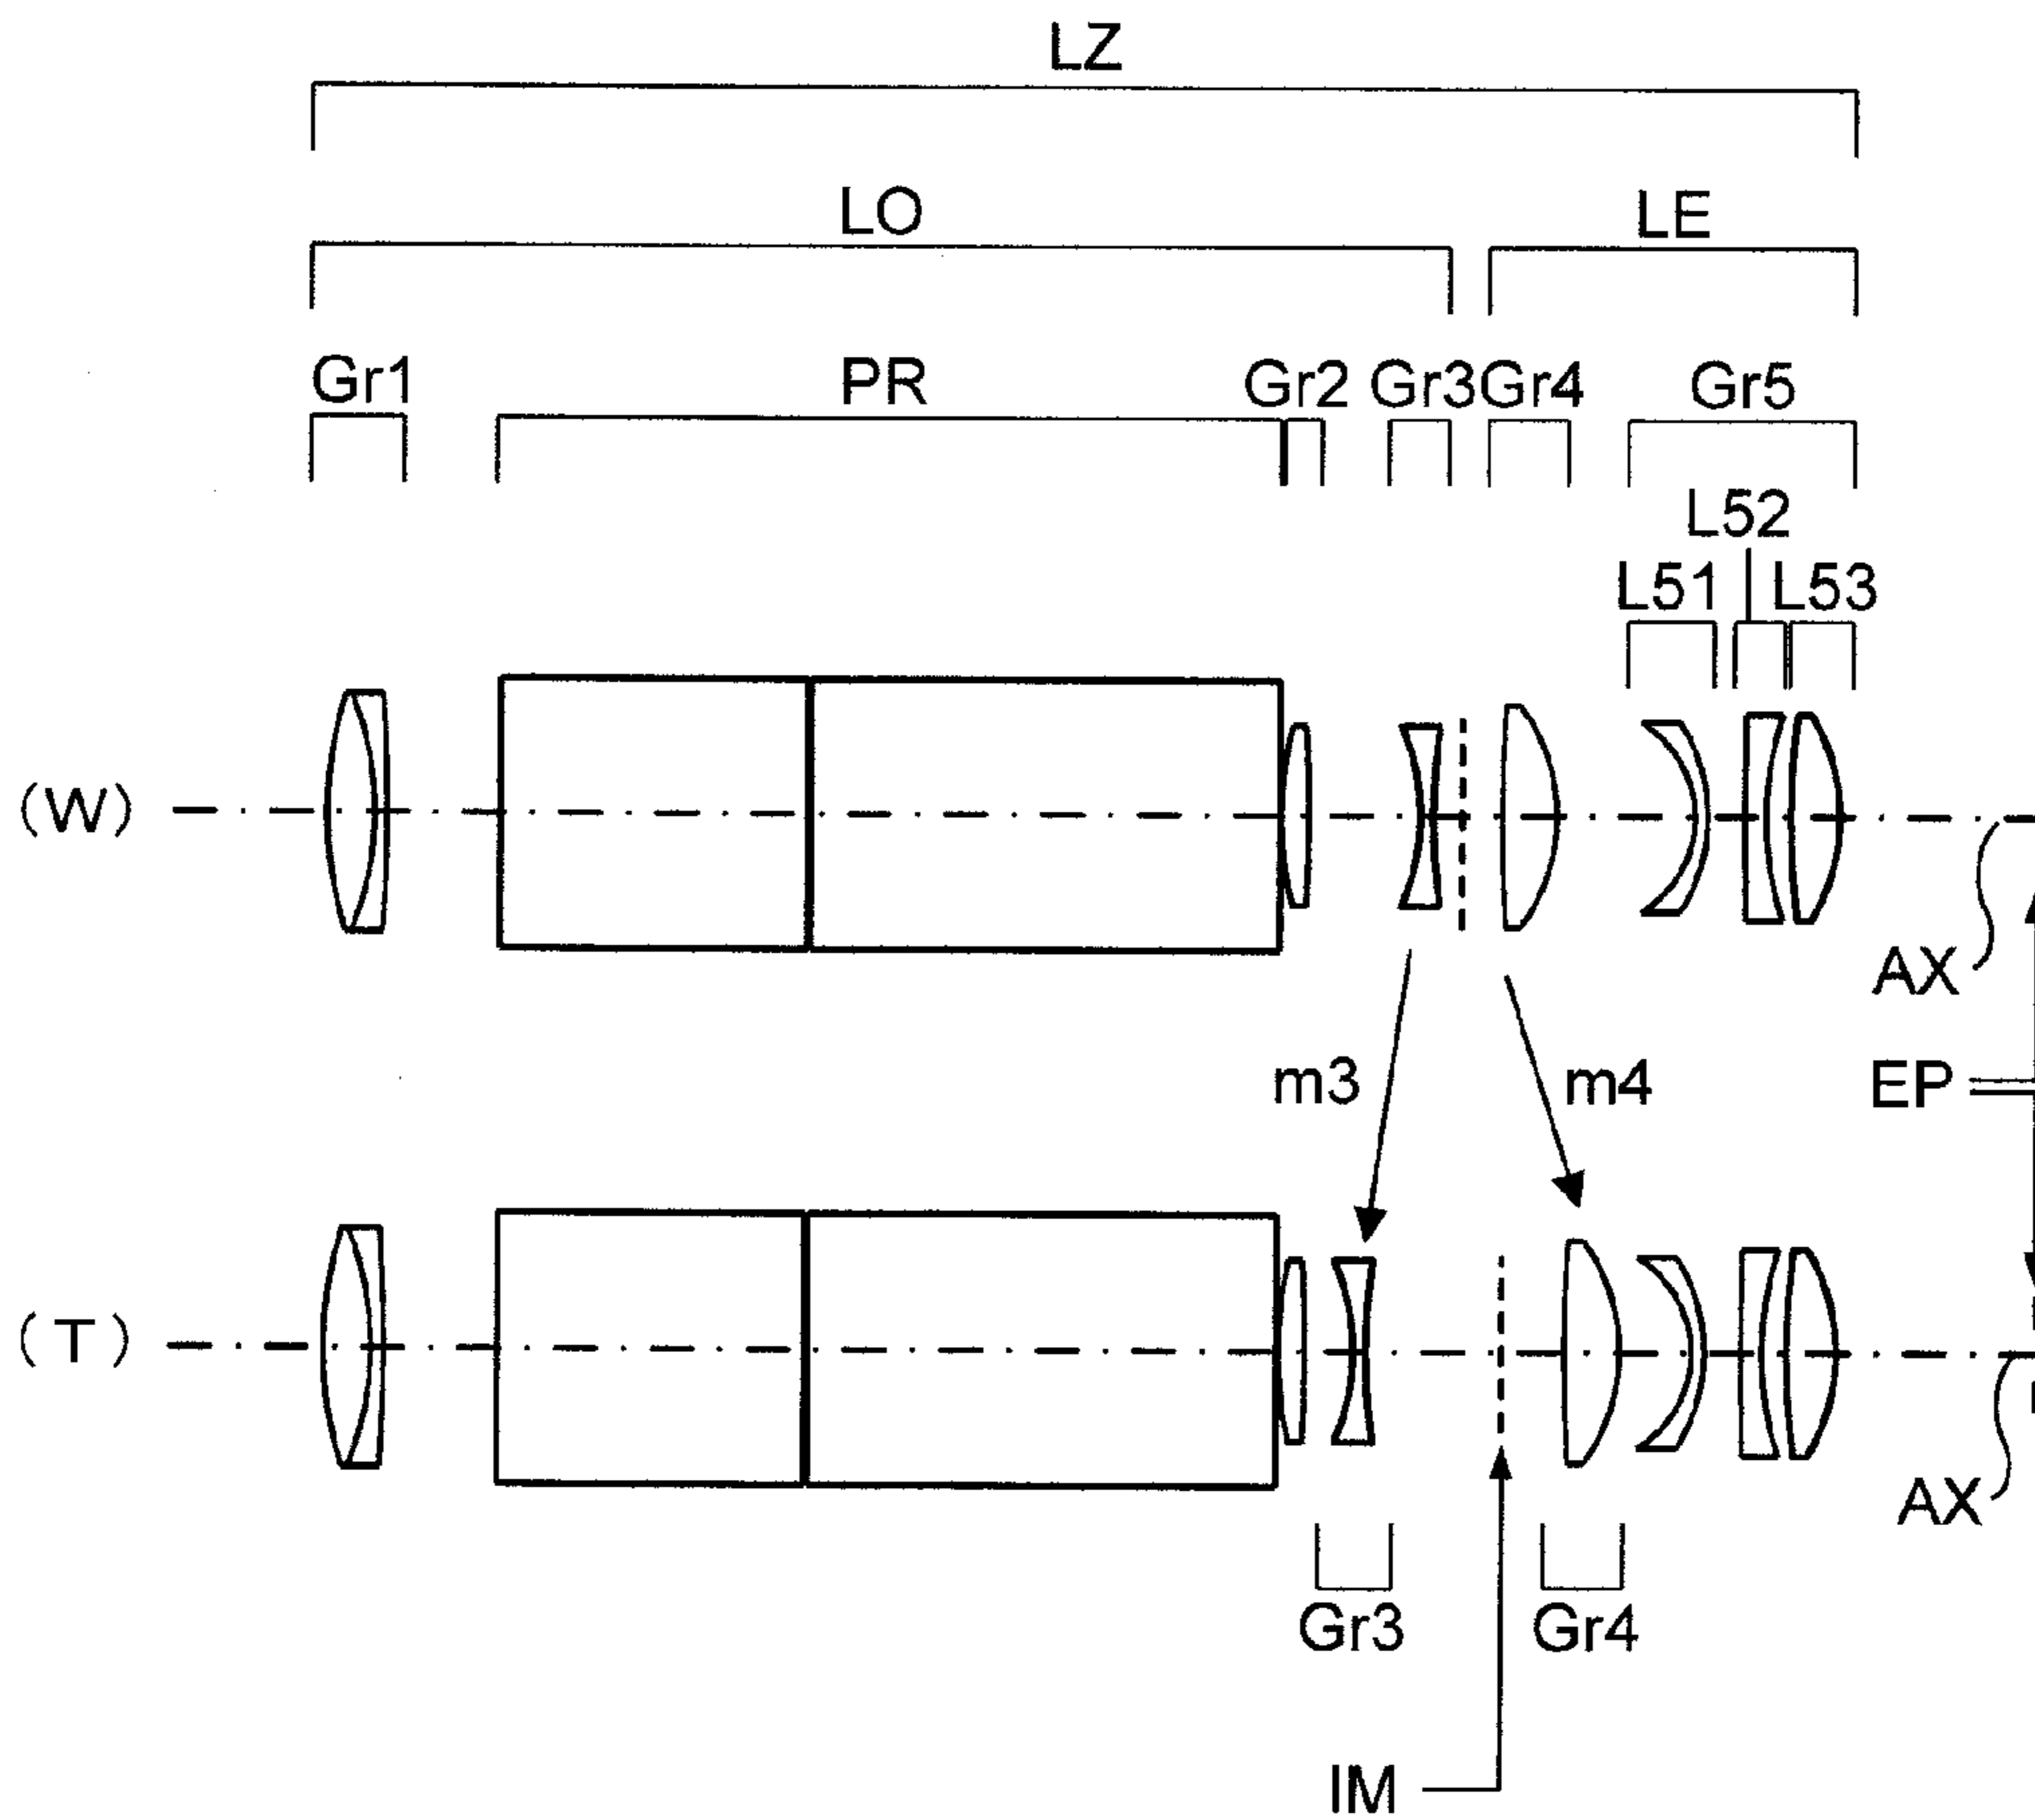 LZ
LO LE
Gr1 PR Gr2 Gr3 Gr4 Gr5
L52
L51 L53
(W)
AX
m3 m4 EP
(T)
AX
Gr3 Gr4
IM